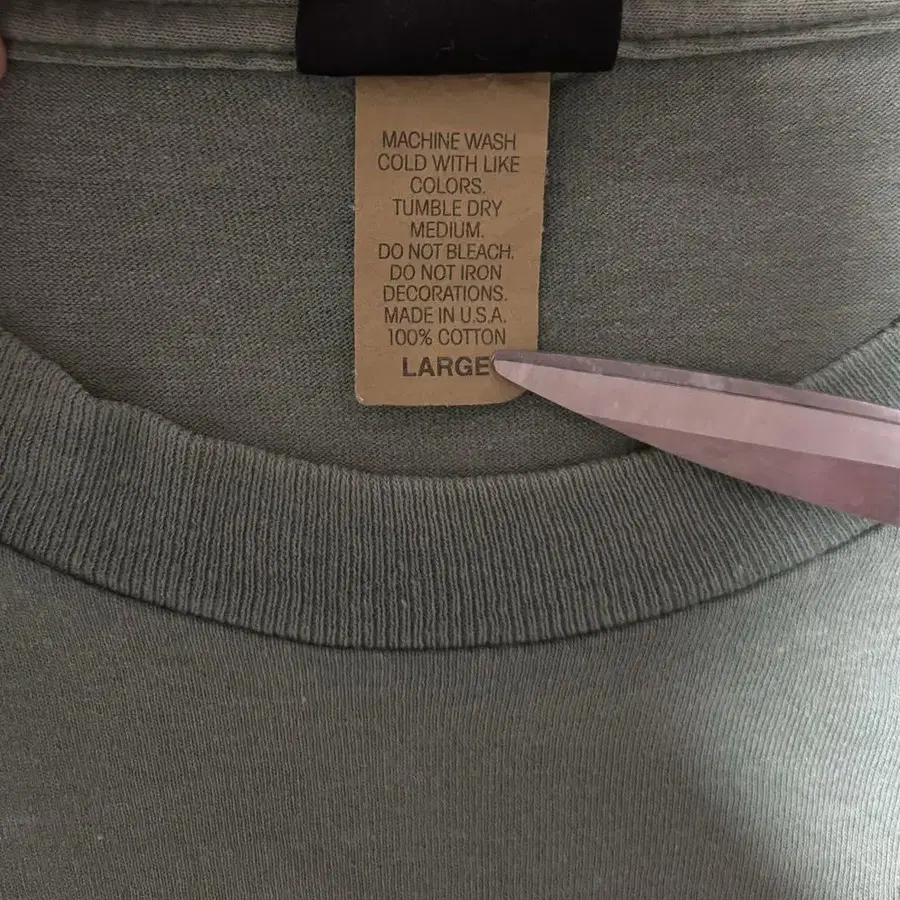 MACHINE WASH
COLD WITH LIKE
COLORS.
TUMBLE DRY
MEDIUM.
DO NOT BLEACH.
DO NOT IRON
DECORATIONS.
MADE IN U.S.A.
100% COTTON
LARGE